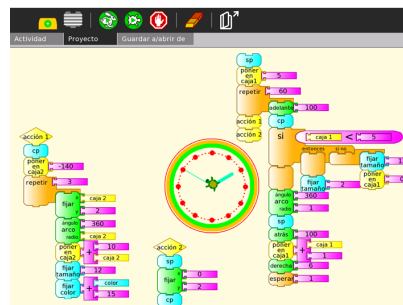 Actividad Proyecto Guardar a/abrir de
sp
poner en caja1 5
repetir 60
acción 1
acción 2
adelante 100
cp
si caja 1 < 5
entonces si no
fijar tamaño 2
fijar tamaño 1
poner en caja1
ángulo 360
arco
radio 1
sp
atrás 100
poner en caja1 + caja 1
1
derecha 6
esperar 1
acción 1
cp
poner en caja2 -140
repetir 3
fijar x caja 2
y 2
ángulo 360
arco
radio caja 2
poner en caja2 + 10
caja 2
fijar tamaño 12
fijar color + color
15
acción 2
sp
fijar x 0
y 2
cp